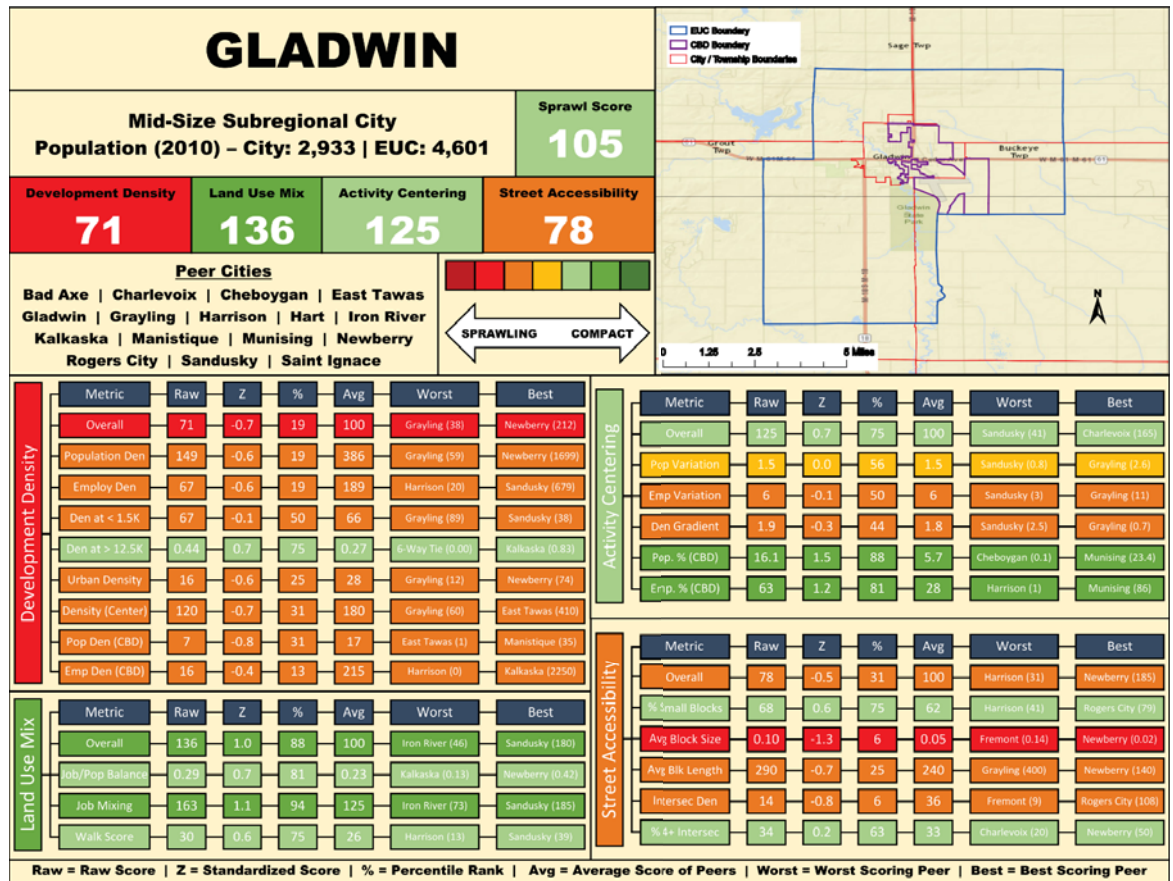 GLADWIN
Mid-Size Subregional City
Population (2010) – City: 2,933 | EUC: 4,601
Sprawl Score
105
Development Density
71
Land Use Mix
136
Activity Centering
125
Street Accessibility
78
Peer Cities
Bad Axe | Charlevoix | Cheboygan | East Tawas
Gladwin | Grayling | Harrison | Hart | Iron River
Kalkaska | Manistique | Munising | Newberry
Rogers City | Sandusky | Saint Ignace
SPRAWLING COMPACT
EUC Boundary
CBD Boundary
City / Township Boundaries
Sage Twp
Grout Twp
Buckeye Twp
Gladwin State Park
N
0 1.25 2.5 5 Miles
Development Density
Metric Raw Z % Avg Worst Best
Overall 71 -0.7 19 100 Grayling (38) Newberry (212)
Population Den 149 -0.6 19 386 Grayling (59) Newberry (1699)
Employ Den 67 -0.6 19 189 Harrison (20) Sandusky (679)
Den at < 1.5K 67 -0.1 50 66 Grayling (89) Sandusky (38)
Den at > 12.5K 0.44 0.7 75 0.27 6-Way Tie (0.00) Kalkaska (0.83)
Urban Density 16 -0.6 25 28 Grayling (12) Newberry (74)
Density (Center) 120 -0.7 31 180 Grayling (60) East Tawas (410)
Pop Den (CBD) 7 -0.8 31 17 East Tawas (1) Manistique (35)
Emp Den (CBD) 16 -0.4 13 215 Harrison (0) Kalkaska (2250)
Land Use Mix
Metric Raw Z % Avg Worst Best
Overall 136 1.0 88 100 Iron River (46) Sandusky (180)
Job/Pop Balance 0.29 0.7 81 0.23 Kalkaska (0.13) Newberry (0.42)
Job Mixing 163 1.1 94 125 Iron River (73) Sandusky (185)
Walk Score 30 0.6 75 26 Harrison (13) Sandusky (39)
Activity Centering
Metric Raw Z % Avg Worst Best
Overall 125 0.7 75 100 Sandusky (41) Charlevoix (165)
Pop Variation 1.5 0.0 56 1.5 Sandusky (0.8) Grayling (2.6)
Emp Variation 6 -0.1 50 6 Sandusky (3) Grayling (11)
Den Gradient 1.9 -0.3 44 1.8 Sandusky (2.5) Grayling (0.7)
Pop. % (CBD) 16.1 1.5 88 5.7 Cheboygan (0.1) Munising (23.4)
Emp. % (CBD) 63 1.2 81 28 Harrison (1) Munising (86)
Street Accessibility
Metric Raw Z % Avg Worst Best
Overall 78 -0.5 31 100 Harrison (31) Newberry (185)
% Small Blocks 68 0.6 75 62 Harrison (41) Rogers City (79)
Avg Block Size 0.10 -1.3 6 0.05 Fremont (0.14) Newberry (0.02)
Avg Blk Length 290 -0.7 25 240 Grayling (400) Newberry (140)
Intersec Den 14 -0.8 6 36 Fremont (9) Rogers City (108)
% 4+ Intersec 34 0.2 63 33 Charlevoix (20) Newberry (50)
Raw = Raw Score | Z = Standardized Score | % = Percentile Rank | Avg = Average Score of Peers | Worst = Worst Scoring Peer | Best = Best Scoring Peer